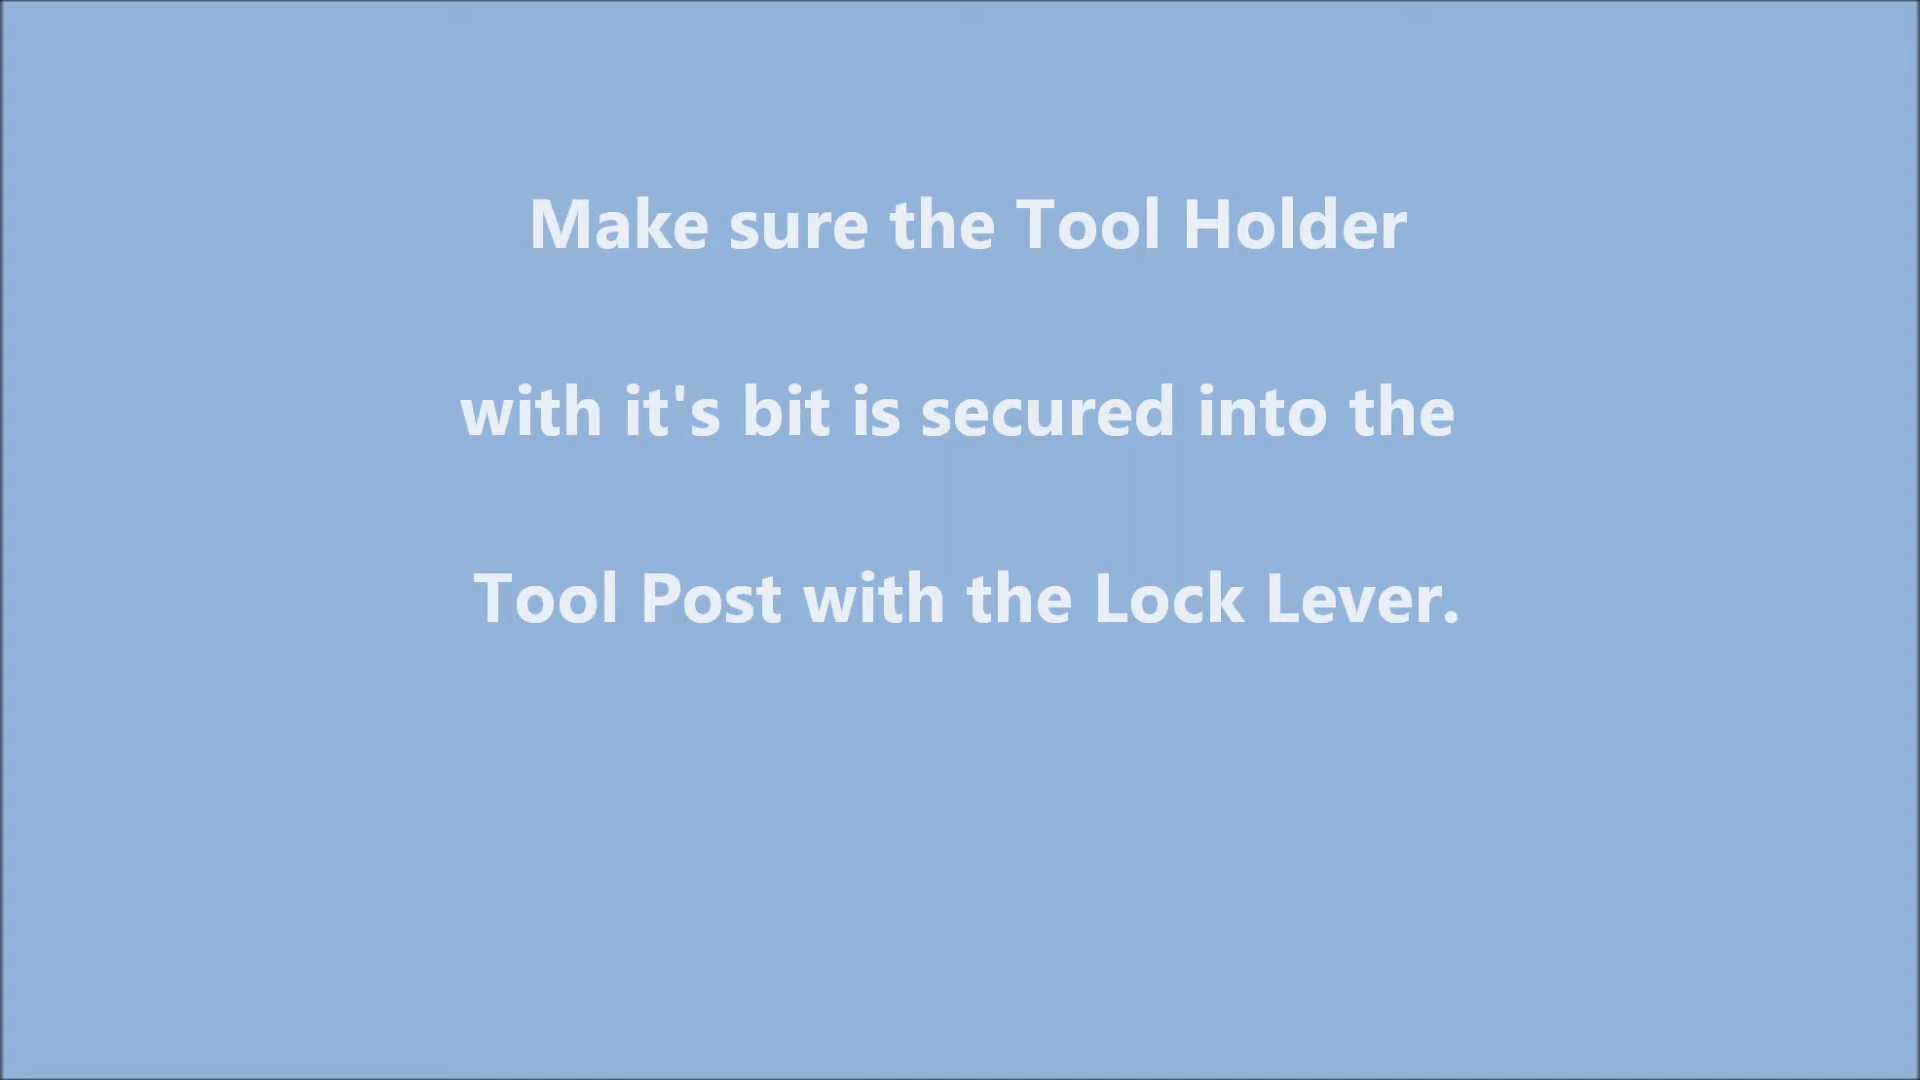 Make sure the Tool Holder
with it's bit is secured into the
Tool Post with the Lock Lever.